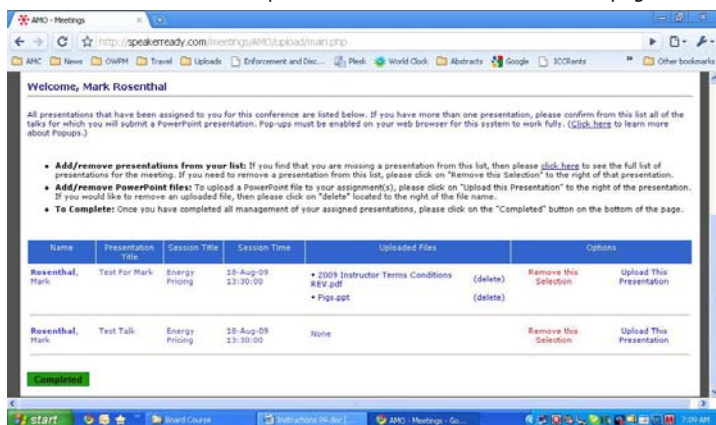 AMO - Meetings
http://speakerready.com/meetings/AMO/upload/main.php
AMC News OWPM Travel Uploads Enforcement and Disc... Plesk World Clock Abstracts Google ICCRents » Other bookmarks
Welcome, Mark Rosenthal
All presentations that have been assigned to you for this conference are listed below. If you have more than one presentation, please confirm from this list all of the
talks for which you will submit a PowerPoint presentation. Pop-ups must be enabled on your web browser for this system to work fully. (Click here to learn more
about Popups.)
• Add/remove presentations from your list: If you find that you are missing a presentation from this list, then please click here to see the full list of
presentations for the meeting. If you need to remove a presentation from this list, please click on "Remove this Selection" to the right of that presentation.
• Add/remove PowerPoint files: To upload a PowerPoint file to your assignment(s), please click on "Upload this Presentation" to the right of the presentation.
If you would like to remove an uploaded file, then please click on "delete" located to the right of the file name.
• To Complete: Once you have completed all management of your assigned presentations, please click on the "Completed" button on the bottom of the page.
Name Presentation Session Title Session Time Uploaded Files Options
Title
Rosenthal, Test For Mark Energy 18-Aug-09 • 2009 Instructor Terms Conditions (delete) Remove this Upload This
Mark Pricing 13:30:00 REV.pdf Selection Presentation
• Pigs.ppt (delete)
Rosenthal, Test Talk Energy 18-Aug-09 None Remove this Upload This
Mark Pricing 13:30:00 Selection Presentation
Completed
start Board Course Instructions 09.doc [... AMO - Meetings - Go... 7:09 AM